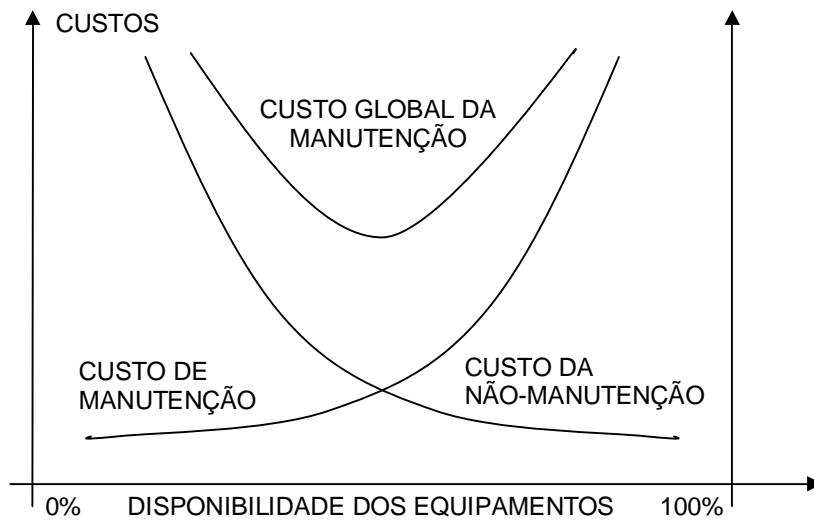 CUSTOS
CUSTO GLOBAL DA
MANUTENÇÃO
CUSTO DE
MANUTENÇÃO
CUSTO DA
NÃO-MANUTENÇÃO
0% DISPONIBILIDADE DOS EQUIPAMENTOS 100%